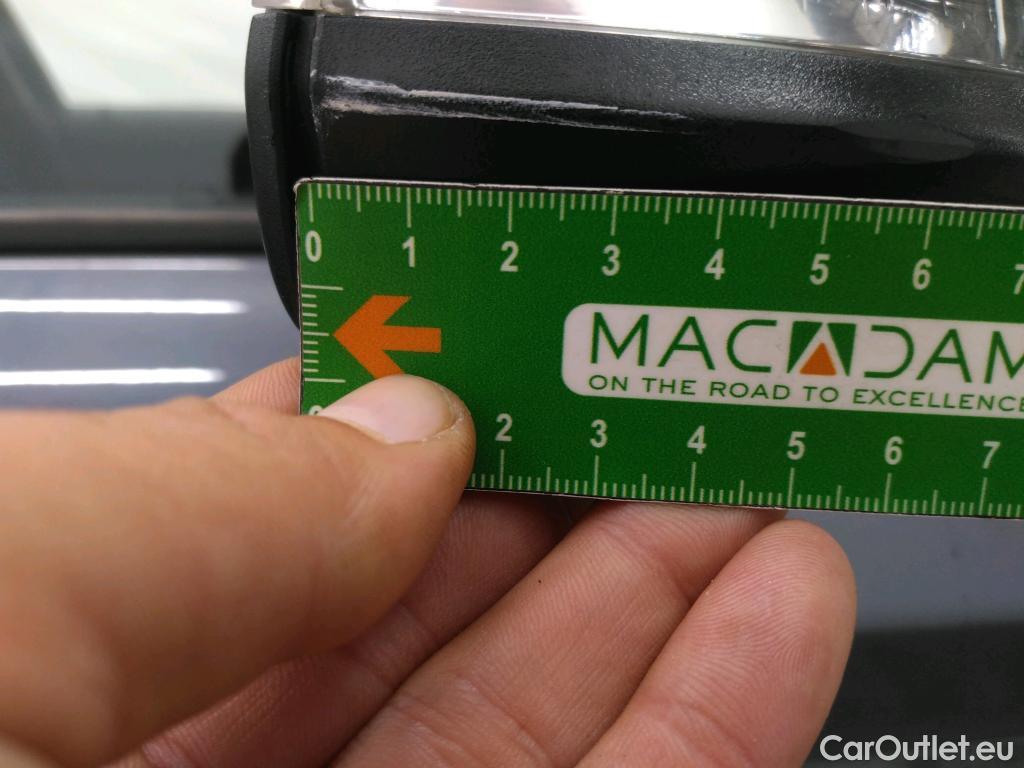 0 1 2 3 4 5 6 7
MACADAM
ON THE ROAD TO EXCELLENCE
2 3 4 5 6 7
CarOutlet.eu